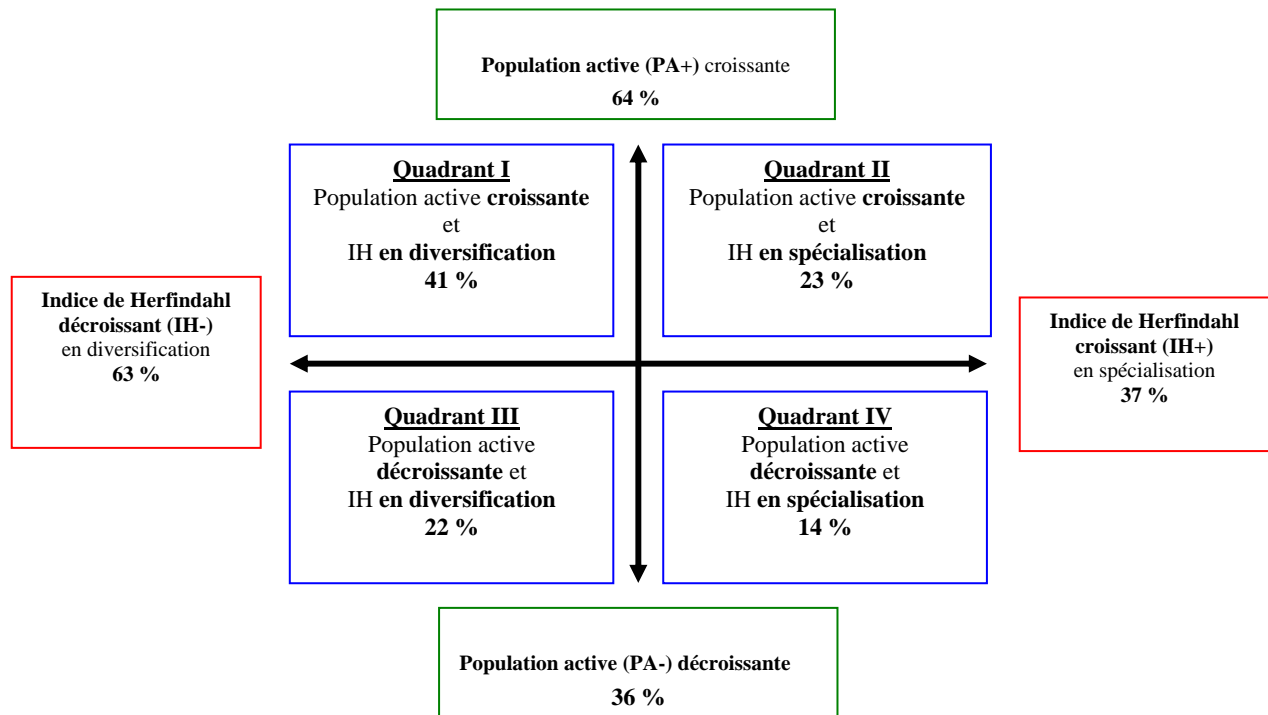 Population active (PA+) croissante
64 %
Quadrant I
Population active croissante
et
IH en diversification
41 %
Quadrant II
Population active croissante
et
IH en spécialisation
23 %
Indice de Herfindahl
décroissant (IH-)
en diversification
63 %
Indice de Herfindahl
croissant (IH+)
en spécialisation
37 %
Quadrant III
Population active
décroissante et
IH en diversification
22 %
Quadrant IV
Population active
décroissante et
IH en spécialisation
14 %
Population active (PA-) décroissante
36 %